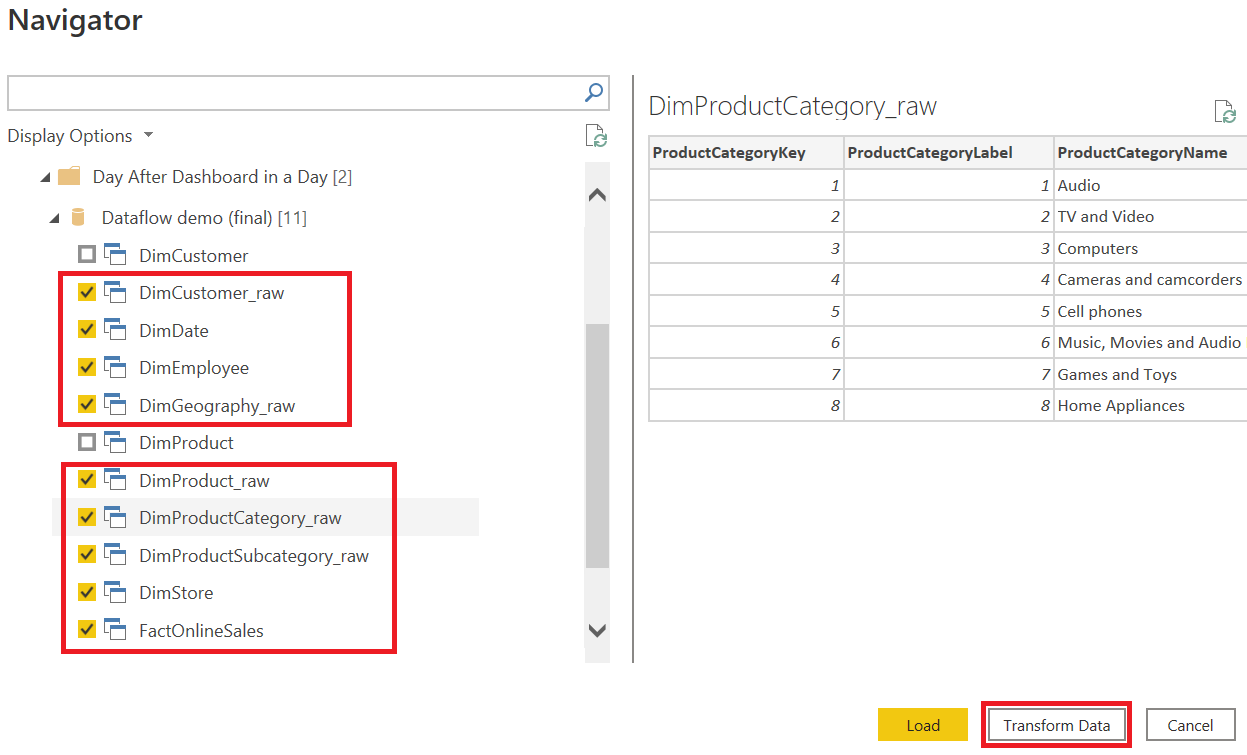 Navigator
Display Options
Day After Dashboard in a Day [2]
Dataflow demo (final) [11]
DimCustomer
DimCustomer_raw
DimDate
DimEmployee
DimGeography_raw
DimProduct
DimProduct_raw
DimProductCategory_raw
DimProductSubcategory_raw
DimStore
FactOnlineSales
DimProductCategory_raw
ProductCategoryKey ProductCategoryLabel ProductCategoryName
1 1 Audio
2 2 TV and Video
3 3 Computers
4 4 Cameras and camcorders
5 5 Cell phones
6 6 Music, Movies and Audio
7 7 Games and Toys
8 8 Home Appliances
Load Transform Data Cancel